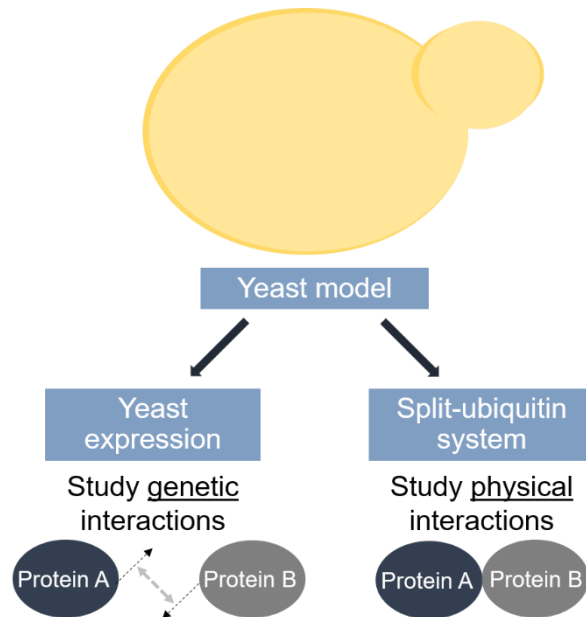 Yeast model
Yeast
expression
Study genetic
interactions
Protein A
Protein B
Split-ubiquitin
system
Study physical
interactions
Protein A
Protein B